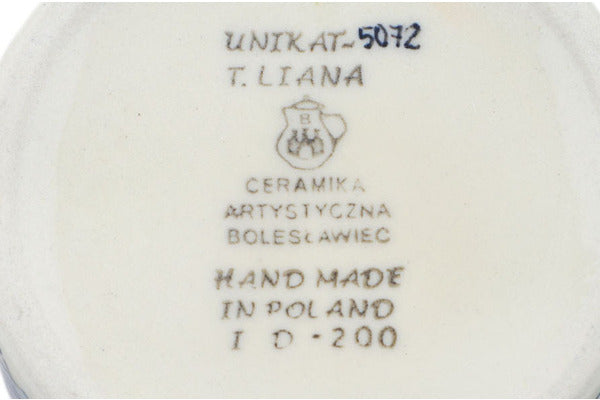 UNIKAT-5072
T. LIANA
B
CERAMIKA
ARTYSTYCZNA
BOLESŁAWIEC
HAND MADE
IN POLAND
I D - 200